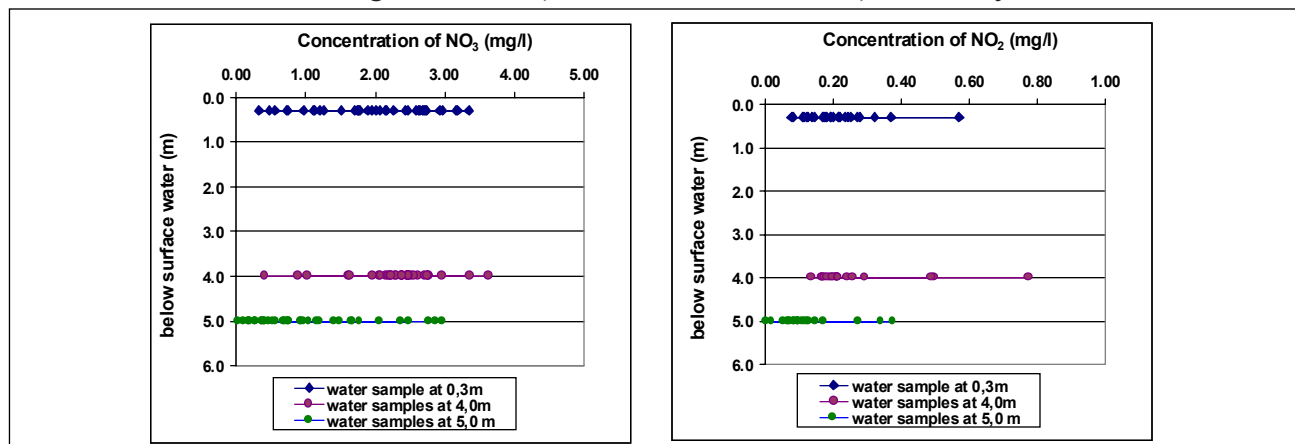 Concentration of NO₃ (mg/l)
0.00 1.00 2.00 3.00 4.00 5.00
0.0
1.0
2.0
3.0
4.0
5.0
6.0
below surface water (m)
water sample at 0,3m
water samples at 4,0m
water samples at 5,0 m
Concentration of NO₂ (mg/l)
0.00 0.20 0.40 0.60 0.80 1.00
0.0
1.0
2.0
3.0
4.0
5.0
6.0
below surface water (m)
water sample at 0,3m
water samples at 4,0m
water samples at 5,0 m